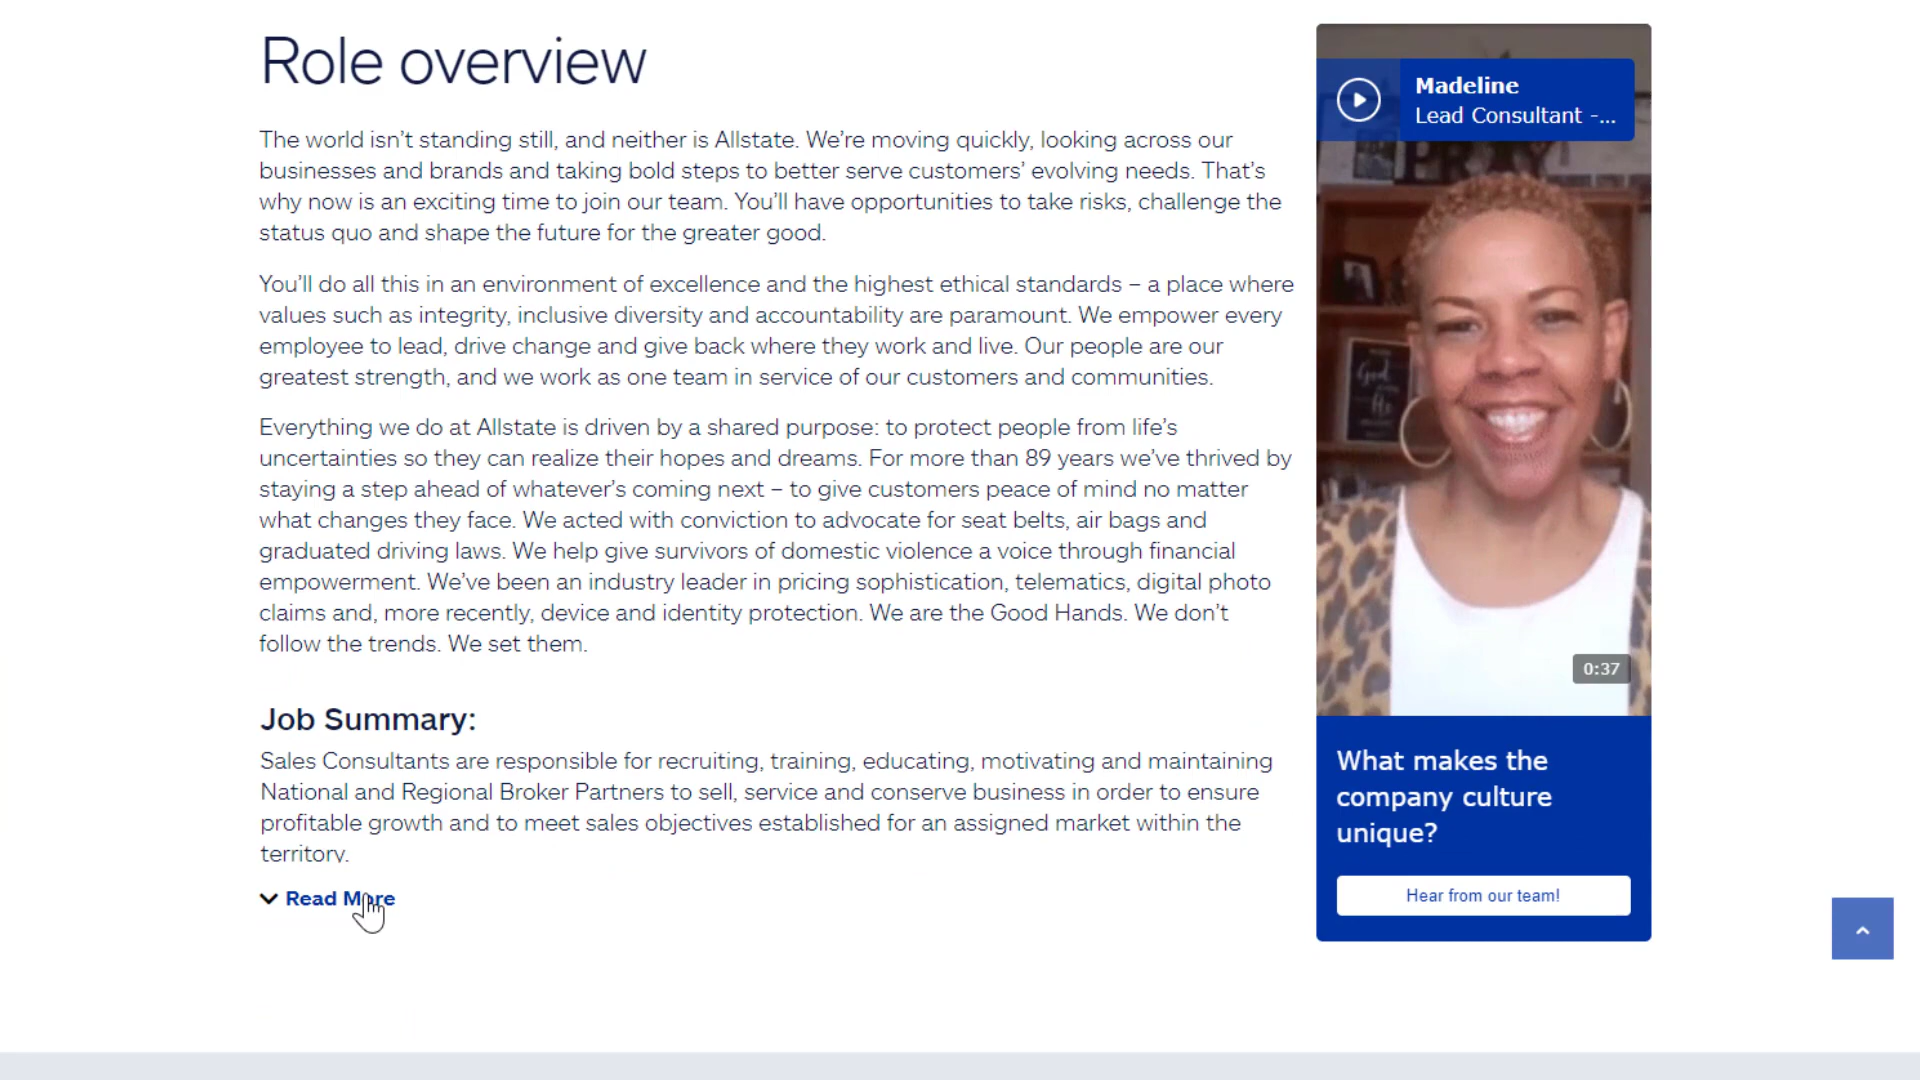 Role overview
The world isn’t standing still, and neither is Allstate. We’re moving quickly, looking across our
businesses and brands and taking bold steps to better serve customers’ evolving needs. That’s
why now is an exciting time to join our team. You’ll have opportunities to take risks, challenge the
status quo and shape the future for the greater good.
You’ll do all this in an environment of excellence and the highest ethical standards – a place where
values such as integrity, inclusive diversity and accountability are paramount. We empower every
employee to lead, drive change and give back where they work and live. Our people are our
greatest strength, and we work as one team in service of our customers and communities.
Everything we do at Allstate is driven by a shared purpose: to protect people from life’s
uncertainties so they can realize their hopes and dreams. For more than 89 years we’ve thrived by
staying a step ahead of whatever’s coming next – to give customers peace of mind no matter
what changes they face. We acted with conviction to advocate for seat belts, air bags and
graduated driving laws. We help give survivors of domestic violence a voice through financial
empowerment. We’ve been an industry leader in pricing sophistication, telematics, digital photo
claims and, more recently, device and identity protection. We are the Good Hands. We don’t
follow the trends. We set them.
Job Summary:
Sales Consultants are responsible for recruiting, training, educating, motivating and maintaining
National and Regional Broker Partners to sell, service and conserve business in order to ensure
profitable growth and to meet sales objectives established for an assigned market within the
territory.
Read More
Madeline
Lead Consultant -...
God
0:37
What makes the
company culture
unique?
Hear from our team!